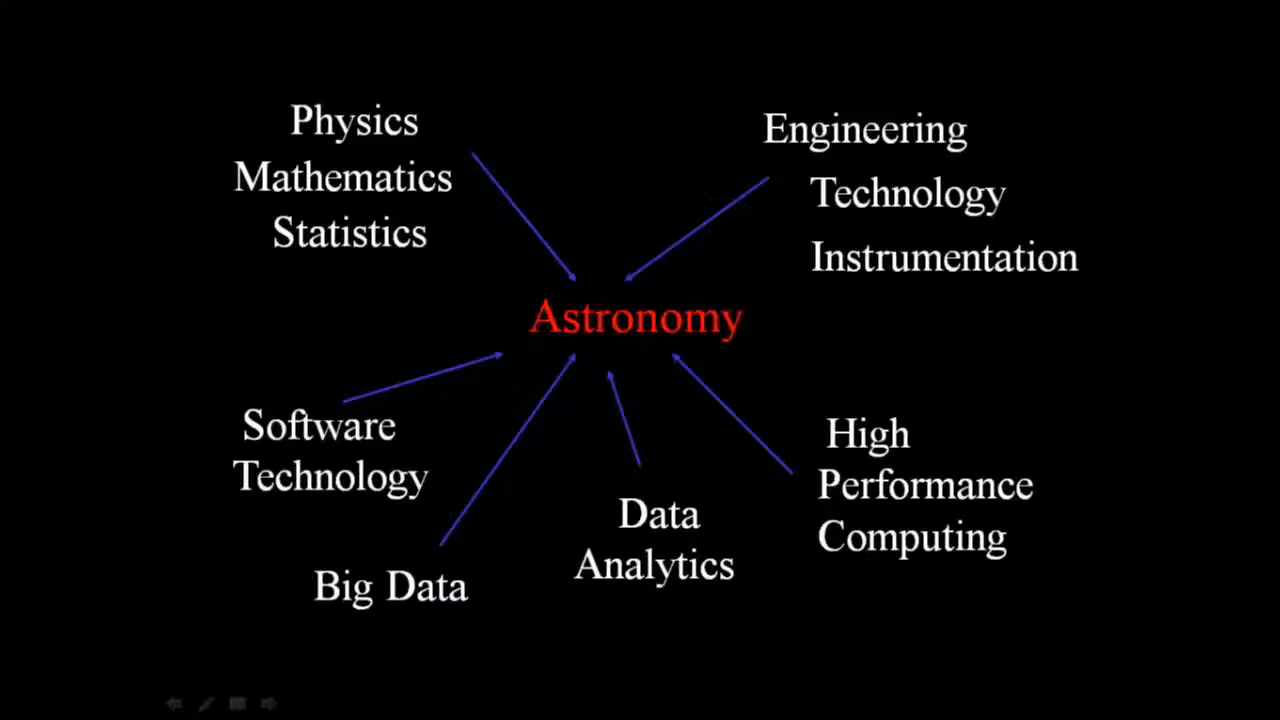 Physics
Mathematics
Statistics
Engineering
Technology
Instrumentation
Astronomy
Software
Technology
Big Data
Data
Analytics
High
Performance
Computing